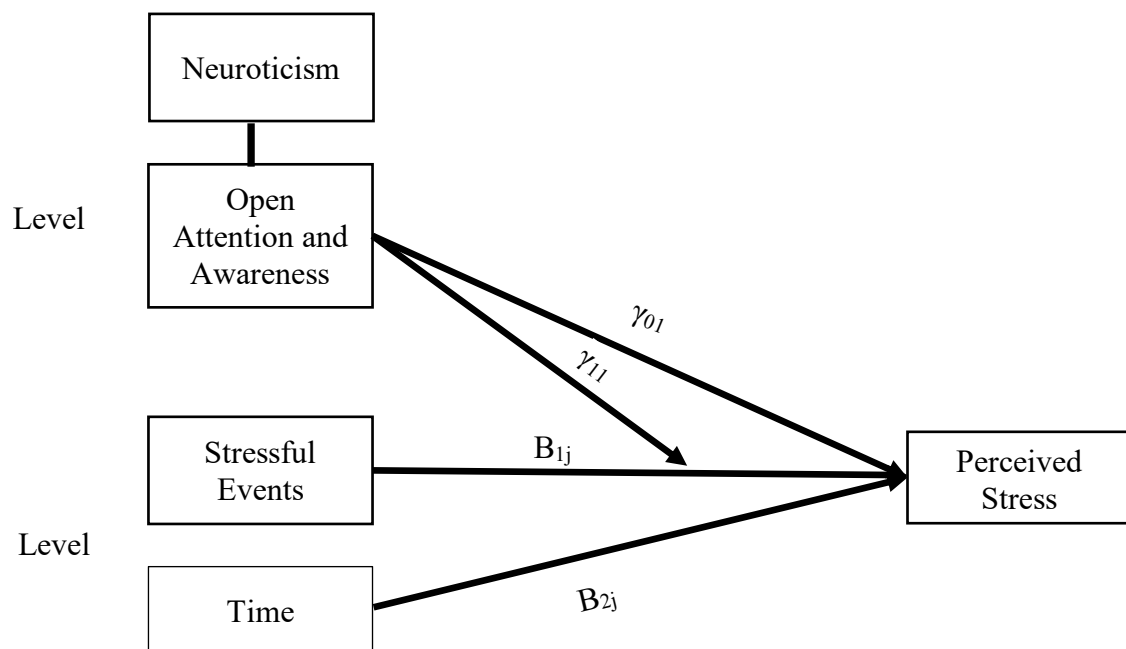 Neuroticism
Level
Open
Attention and
Awareness
γ01
γ11
Stressful
Events
B1j
Perceived
Stress
Level
Time
B2j